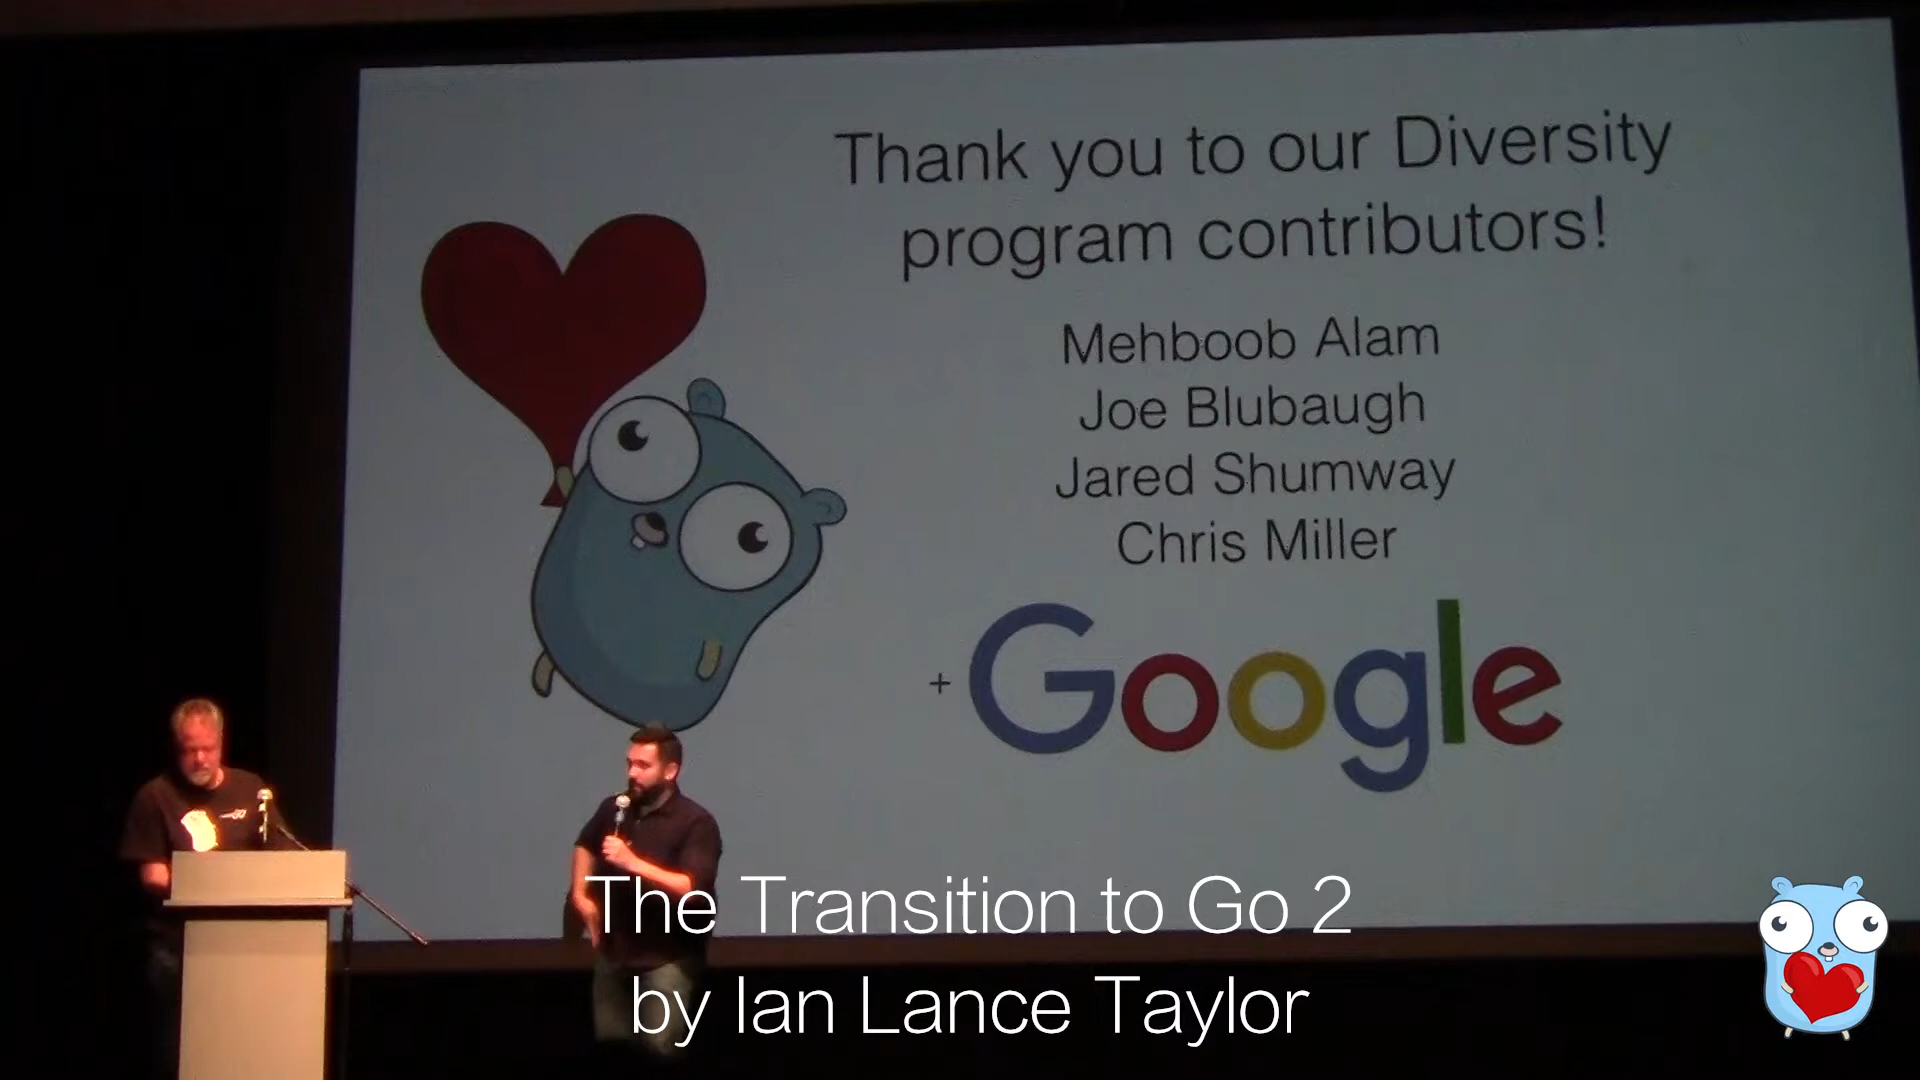 Thank you to our Diversity
program contributors!
Mehboob Alam
Joe Blubaugh
Jared Shumway
Chris Miller
+ Google
GO
The Transition to Go 2
by Ian Lance Taylor